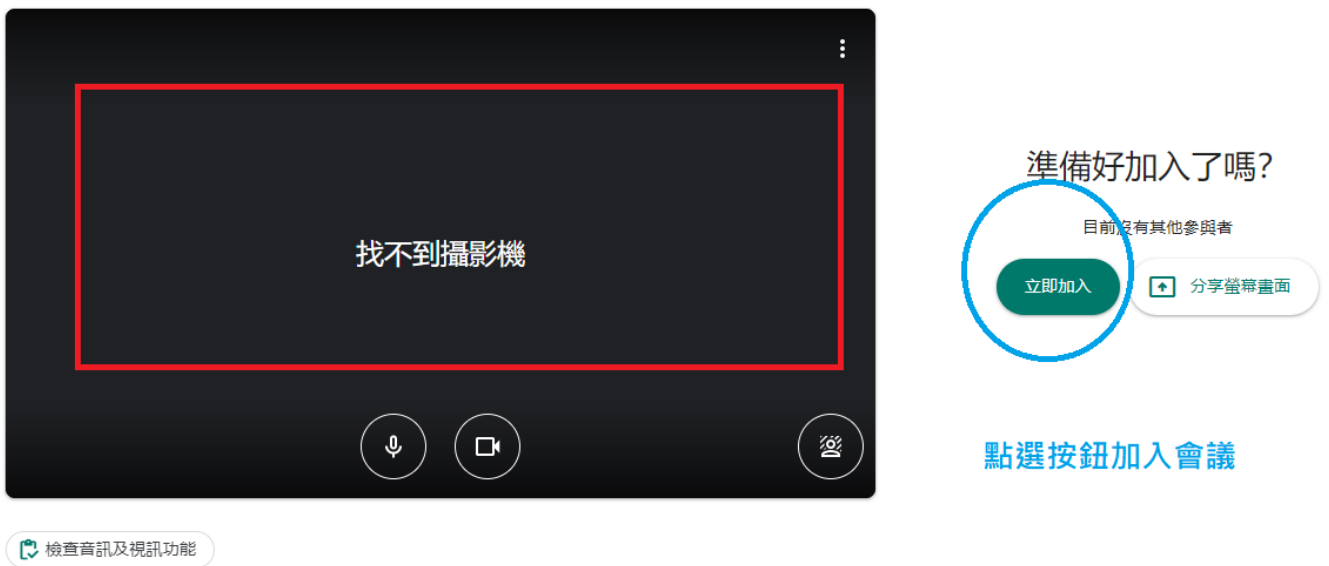 找不到攝影機
檢查音訊及視訊功能
準備好加入了嗎?
目前沒有其他參與者
立即加入
分享螢幕畫面
點選按鈕加入會議